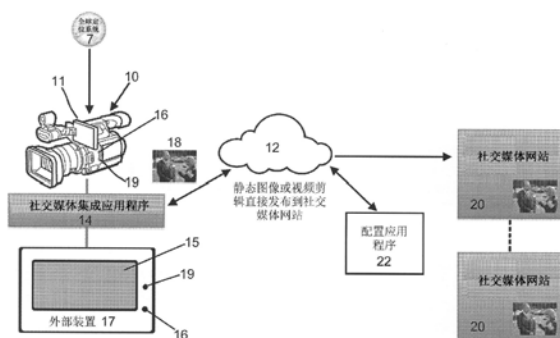 全球定
位系统
7
11
10
16
18
12
19
静态图像或视频剪
辑直接发布到社交
媒体网站
社交媒体集成应用程序
14
配置应用
程序
22
社交媒体网站
20
15
19
外部装置 17
16
社交媒体网站
20